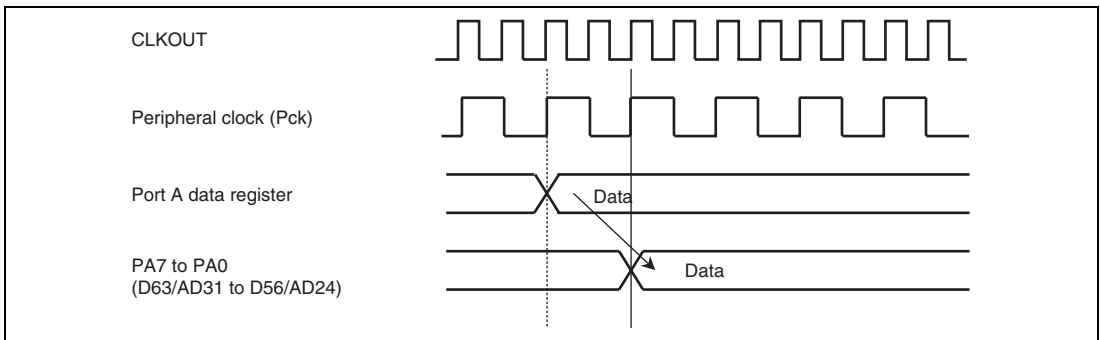 CLKOUT
Peripheral clock (Pck)
Port A data register
Data
PA7 to PA0
(D63/AD31 to D56/AD24)
Data